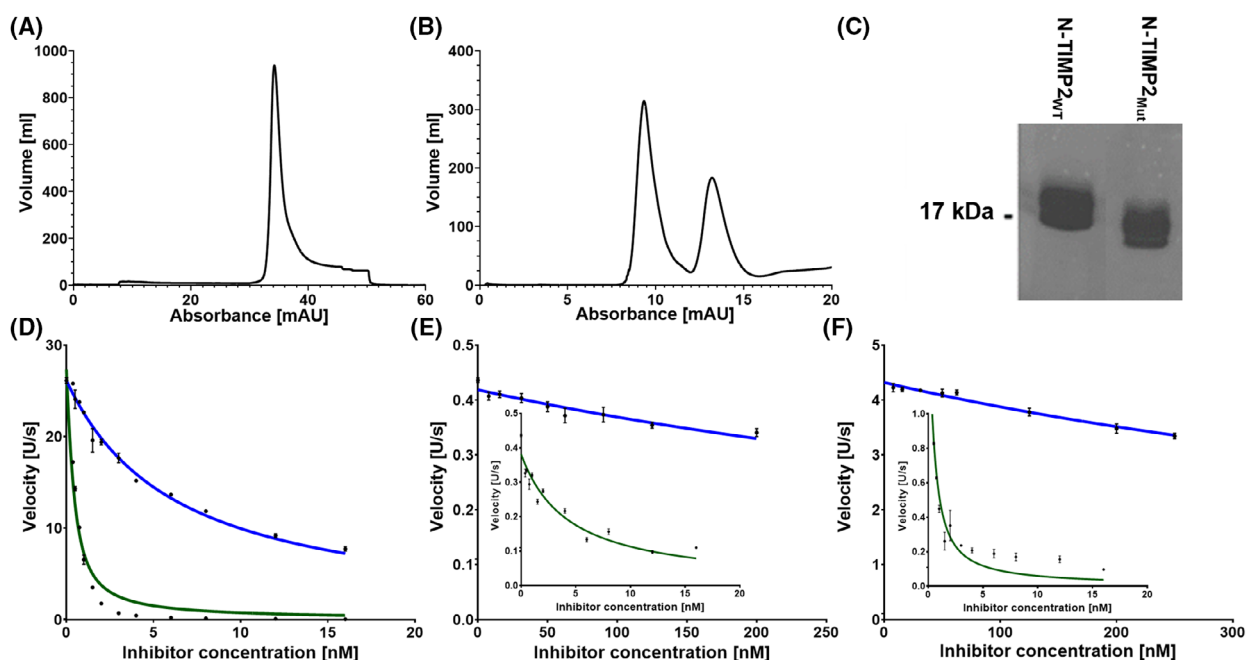 (A)
1000
800
600
400
200
0
Volume [ml]
0 20 40 60
Absorbance [mAU]
(B)
400
300
200
100
0
Volume [ml]
0 5 10 15 20
Absorbance [mAU]
(C)
N-TIMP2WT
N-TIMP2Mut
17 kDa
(D)
30
20
10
0
Velocity [U/s]
0 5 10 15 20
Inhibitor concentration [nM]
(E)
0.5
0.4
0.3
0.2
0.1
0.0
Velocity [U/s]
0.5
0.4
0.3
0.2
0.1
0.0
Velocity [U/s]
0 5 10 15 20
Inhibitor concentration [nM]
0 50 100 150 200 250
Inhibitor concentration [nM]
(F)
5
4
3
2
1
0
Velocity [U/s]
1.0
0.8
0.6
0.4
0.2
0.0
Velocity [U/s]
0 5 10 15 20
Inhibitor concentration [nM]
0 100 200 300
Inhibitor concentration [nM]